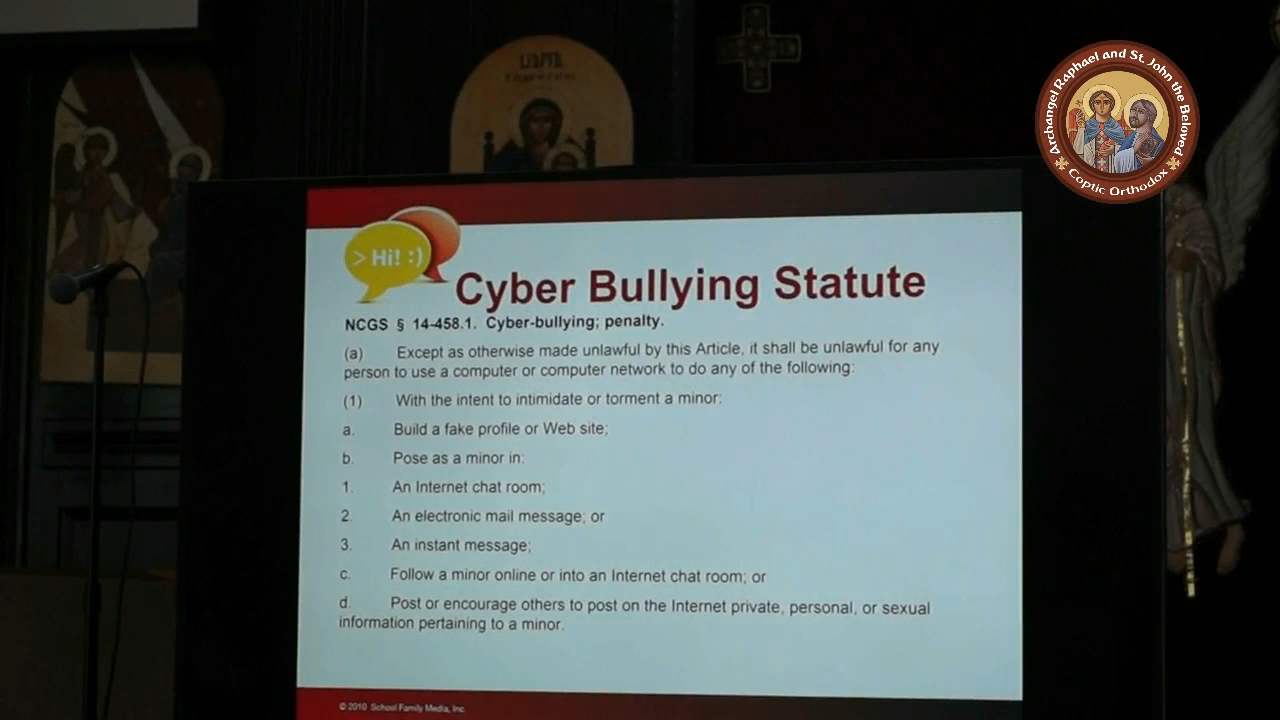 Archangel Raphael and St. John the Beloved
Coptic Orthodox
> Hi! :)
Cyber Bullying Statute
NCGS § 14-458.1. Cyber-bullying; penalty.
(a) Except as otherwise made unlawful by this Article, it shall be unlawful for any
person to use a computer or computer network to do any of the following:
(1) With the intent to intimidate or torment a minor:
a. Build a fake profile or Web site;
b. Pose as a minor in:
1. An Internet chat room;
2. An electronic mail message; or
3. An instant message;
c. Follow a minor online or into an Internet chat room; or
d. Post or encourage others to post on the Internet private, personal, or sexual
information pertaining to a minor.
© 2010 School Family Media, Inc.